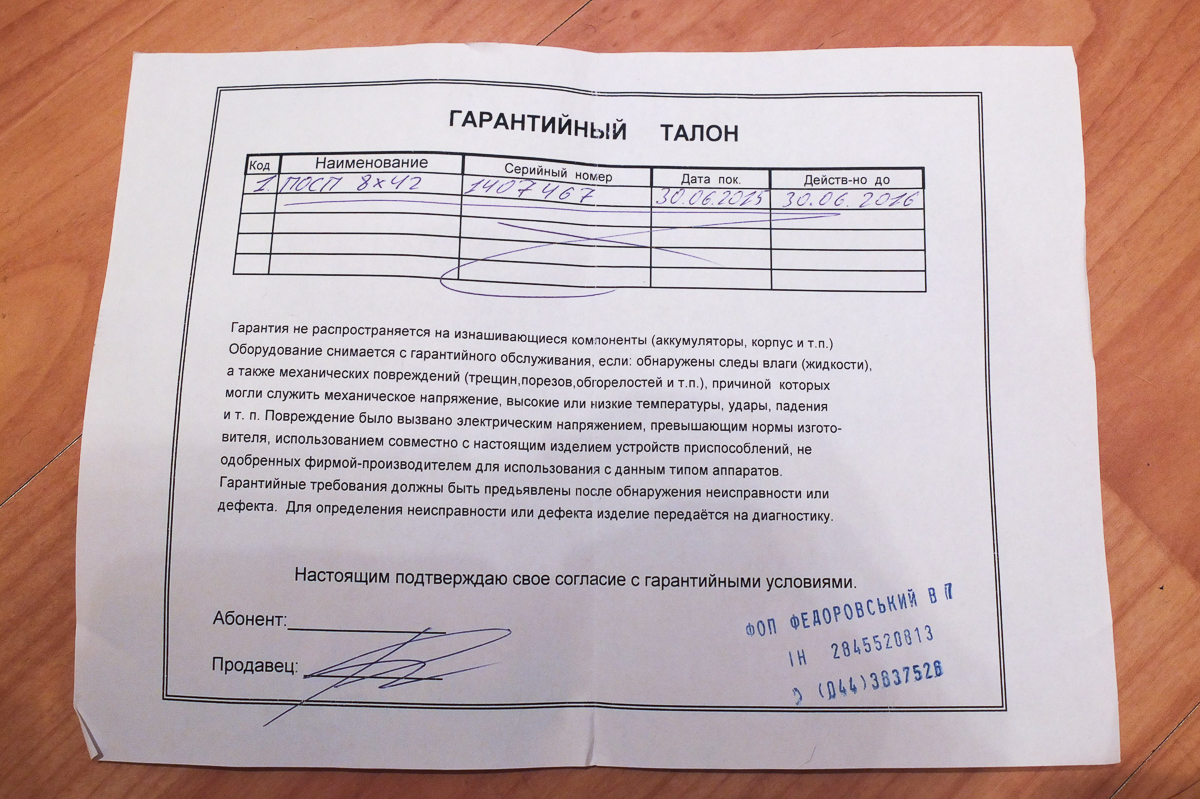 ГАРАНТИЙНЫЙ ТАЛОН
Код Наименование Серийный номер Дата пок. Действ-но до
1. ПОСП 8х42 1407467 30.06.2015 30.06.2016
Гарантия не распространяется на изнашивающиеся компоненты (аккумуляторы, корпус и т.п.)
Оборудование снимается с гарантийного обслуживания, если: обнаружены следы влаги (жидкости),
а также механических повреждений (трещин,порезов,обгорелостей и т.п.), причиной которых
могли служить механическое напряжение, высокие или низкие температуры, удары, падения
и т. п. Повреждение было вызвано электрическим напряжением, превышающим нормы изгото-
вителя, использованием совместно с настоящим изделием устройств приспособлений, не
одобренных фирмой-производителем для использования с данным типом аппаратов.
Гарантийные требования должны быть предьявлены после обнаружения неисправности или
дефекта. Для определения неисправности или дефекта изделие передаётся на диагностику.
Настоящим подтверждаю свое согласие с гарантийными условиями.
Абонент:
Продавец:
ФОП ФЕДОРОВСЬКИЙ В П
ІН 2845520813
(044)3837526